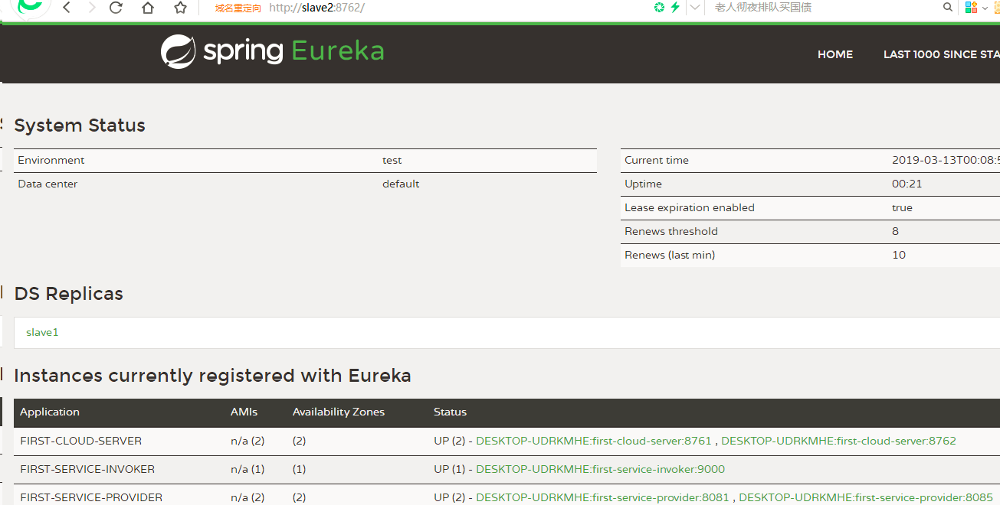 域名重定向 http://slave2:8762/ 老人彻夜排队买国债
spring Eureka HOME LAST 1000 SINCE STA
System Status
Environment test
Data center default
Current time 2019-03-13T00:08:5
Uptime 00:21
Lease expiration enabled true
Renews threshold 8
Renews (last min) 10
DS Replicas
slave1
Instances currently registered with Eureka
Application AMIs Availability Zones Status
FIRST-CLOUD-SERVER n/a (2) (2) UP (2) - DESKTOP-UDRKMHE:first-cloud-server:8761 , DESKTOP-UDRKMHE:first-cloud-server:8762
FIRST-SERVICE-INVOKER n/a (1) (1) UP (1) - DESKTOP-UDRKMHE:first-service-invoker:9000
FIRST-SERVICE-PROVIDER n/a (2) (2) UP (2) - DESKTOP-UDRKMHE:first-service-provider:8081 , DESKTOP-UDRKMHE:first-service-provider:8085